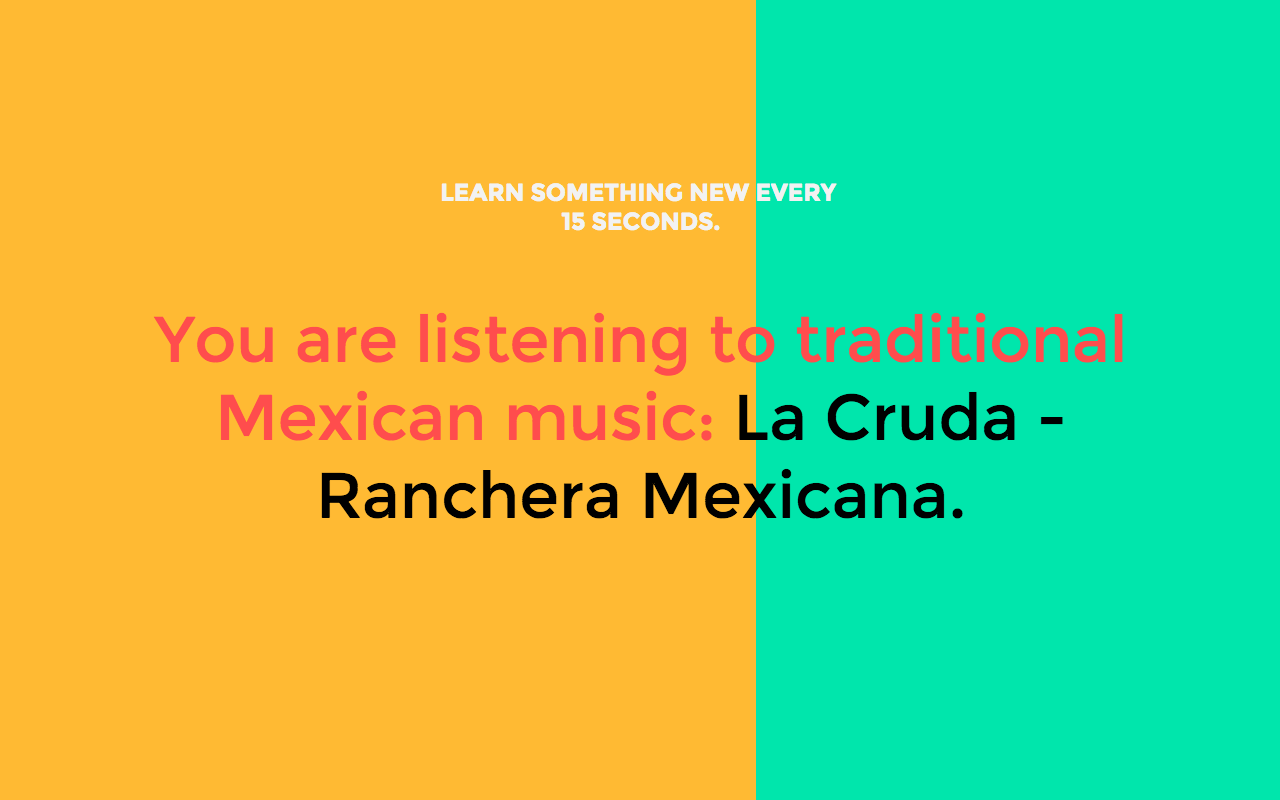 LEARN SOMETHING NEW EVERY
15 SECONDS.
You are listening to traditional
Mexican music: La Cruda -
Ranchera Mexicana.